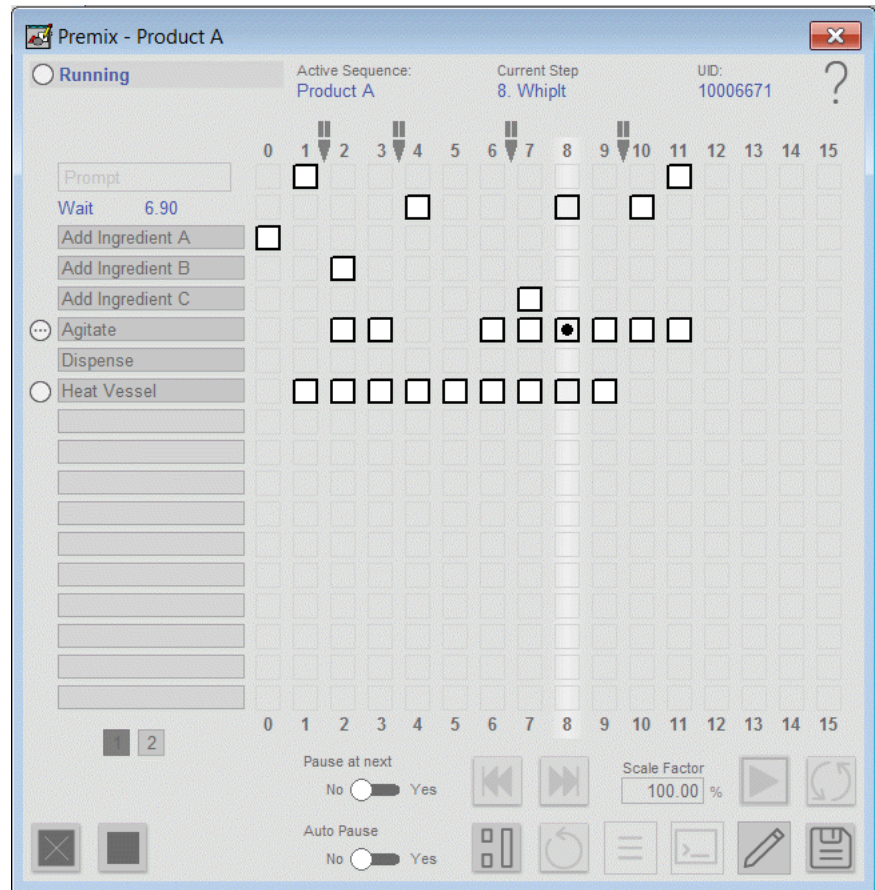 Premix - Product A
Running
Active Sequence:
Product A
Current Step
8. WhipIt
UID:
10006671
?
0 1 2 3 4 5 6 7 8 9 10 11 12 13 14 15
Prompt
Wait 6.90
Add Ingredient A
Add Ingredient B
Add Ingredient C
Agitate
Dispense
Heat Vessel
0 1 2 3 4 5 6 7 8 9 10 11 12 13 14 15
1 2
Pause at next
No Yes
Scale Factor
100.00 %
Auto Pause
No Yes